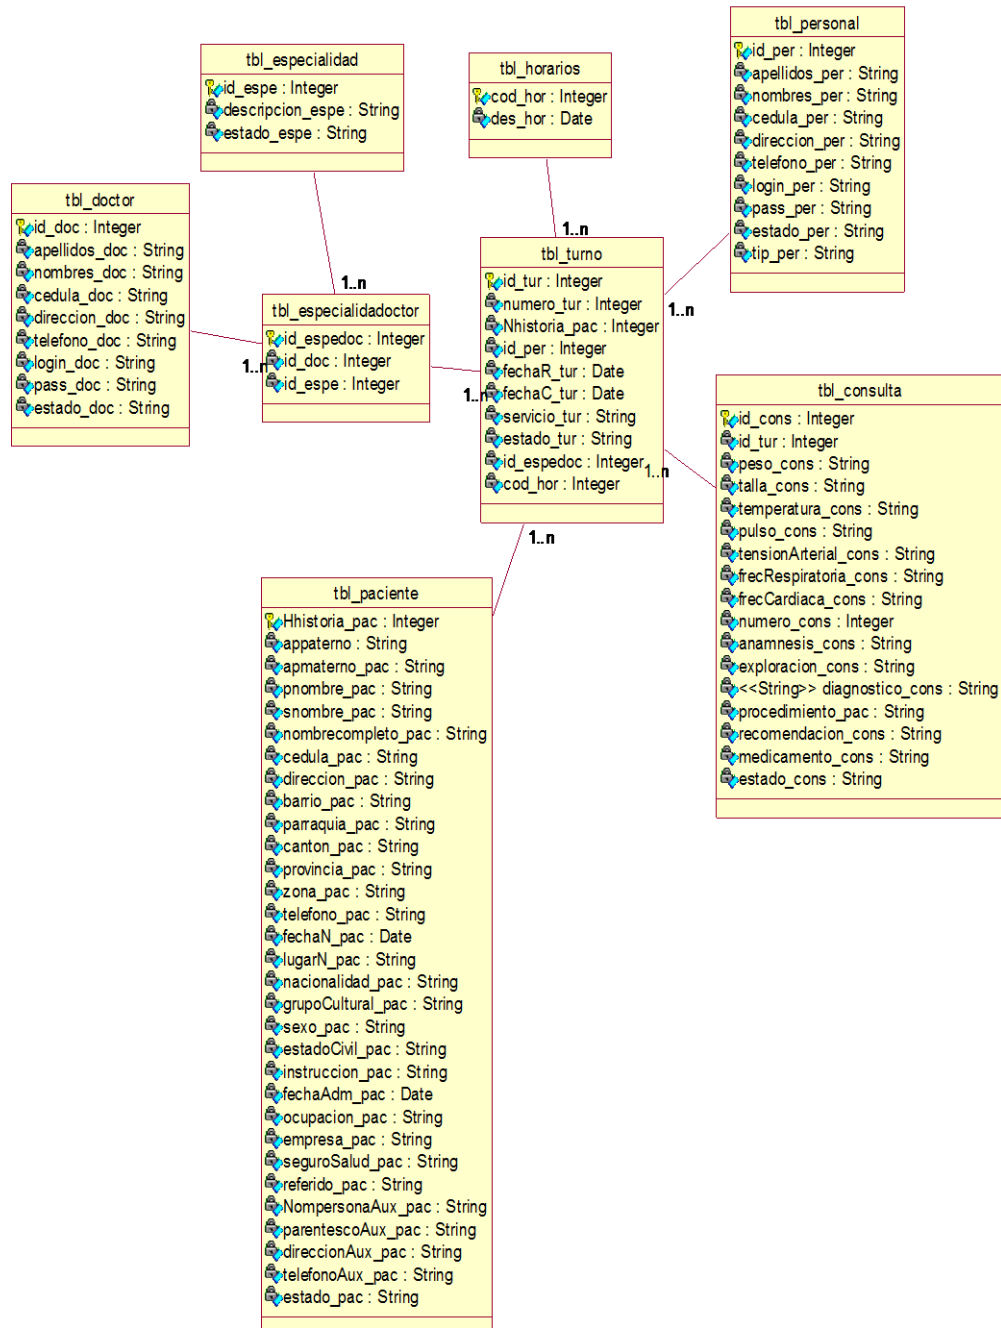 tbl_personal
id_per : Integer
apellidos_per : String
nombres_per : String
cedula_per : String
direccion_per : String
telefono_per : String
login_per : String
pass_per : String
estado_per : String
tip_per : String
tbl_especialidad
id_espe : Integer
descripcion_espe : String
estado_espe : String
tbl_horarios
cod_hor : Integer
des_hor : Date
tbl_doctor
id_doc : Integer
apellidos_doc : String
nombres_doc : String
cedula_doc : String
direccion_doc : String
telefono_doc : String
login_doc : String
pass_doc : String
estado_doc : String
1..n
tbl_especialidadoctor
id_espedoc : Integer
id_doc : Integer
id_espe : Integer
1..n
1..n
tbl_turno
id_tur : Integer
numero_tur : Integer
Nhistoria_pac : Integer
id_per : Integer
fechaR_tur : Date
fechaC_tur : Date
servicio_tur : String
estado_tur : String
id_espedoc : Integer
cod_hor : Integer
1..n
1..n
1..n
1..n
tbl_consulta
id_cons : Integer
id_tur : Integer
peso_cons : String
talla_cons : String
temperatura_cons : String
pulso_cons : String
tensionArterial_cons : String
frecRespiratoria_cons : String
frecCardiaca_cons : String
numero_cons : Integer
anamnesis_cons : String
exploracion_cons : String
<<String>> diagnostico_cons : String
procedimiento_pac : String
recomendacion_cons : String
medicamento_cons : String
estado_cons : String
tbl_paciente
Hhistoria_pac : Integer
appaterno : String
apmaterno_pac : String
pnombre_pac : String
snombre_pac : String
nombrecompleto_pac : String
cedula_pac : String
direccion_pac : String
barrio_pac : String
parraquia_pac : String
canton_pac : String
provincia_pac : String
zona_pac : String
telefono_pac : String
fechaN_pac : Date
lugarN_pac : String
nacionalidad_pac : String
grupoCultural_pac : String
sexo_pac : String
estadoCivil_pac : String
instruccion_pac : String
fechaAdm_pac : Date
ocupacion_pac : String
empresa_pac : String
seguroSalud_pac : String
referido_pac : String
NompersonaAux_pac : String
parentescoAux_pac : String
direccionAux_pac : String
telefonoAux_pac : String
estado_pac : String